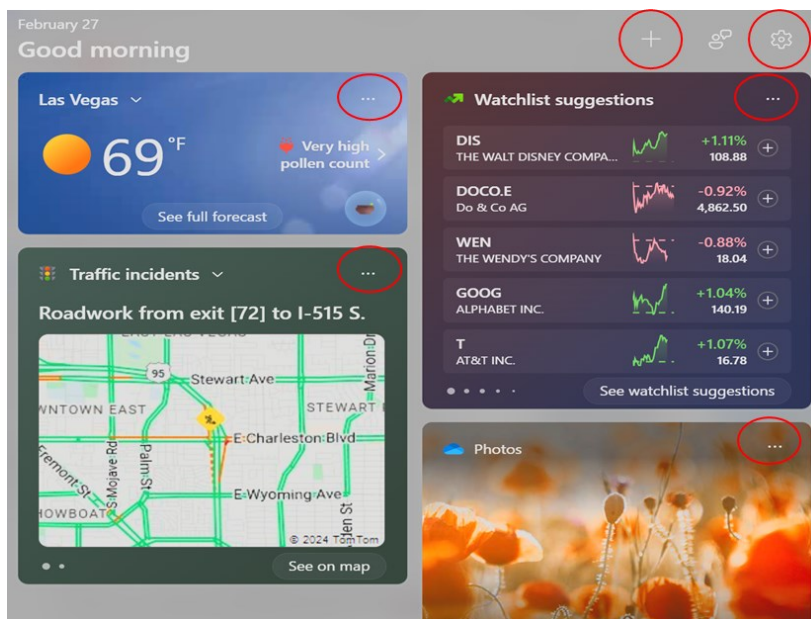 February 27
Good morning
Las Vegas
...
69 °F
Very high
pollen count
See full forecast
Traffic incidents
...
Roadwork from exit [72] to I-515 S.
95
Stewart Ave
Marion Dr
WNTOWN EAST
STEWART
E Charleston Blvd
S Mojave Rd
Palm St
Fremont St
E Wyoming Ave
HOWBOAT
den St
© 2024 TomTom
See on map
Watchlist suggestions
...
DIS
+1.11%
THE WALT DISNEY COMPA...
108.88
DOCO.E
-0.92%
Do & Co AG
4,862.50
WEN
-0.88%
THE WENDY'S COMPANY
18.04
GOOG
+1.04%
ALPHABET INC.
140.19
T
+1.07%
AT&T INC.
16.78
See watchlist suggestions
Photos
...